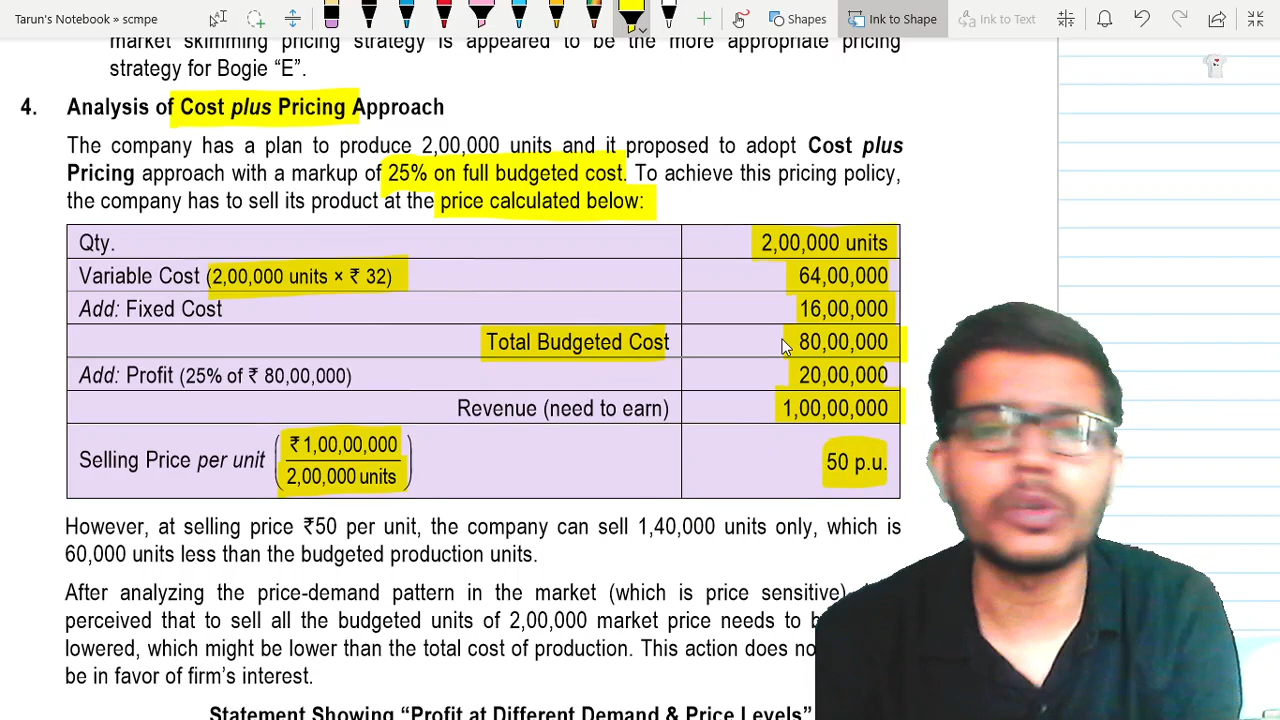 Tarun's Notebook » scmpe
Shapes
Ink to Shape
Ink to Text
market skimming pricing strategy is appeared to be the more appropriate pricing
strategy for Bogie “E”.
4. Analysis of Cost plus Pricing Approach
The company has a plan to produce 2,00,000 units and it proposed to adopt Cost plus
Pricing approach with a markup of 25% on full budgeted cost. To achieve this pricing policy,
the company has to sell its product at the price calculated below:
Qty. 2,00,000 units
Variable Cost (2,00,000 units × ₹ 32) 64,00,000
Add: Fixed Cost 16,00,000
Total Budgeted Cost 80,00,000
Add: Profit (25% of ₹ 80,00,000) 20,00,000
Revenue (need to earn) 1,00,00,000
Selling Price per unit (₹1,00,00,000 / 2,00,000 units) 50 p.u.
However, at selling price ₹50 per unit, the company can sell 1,40,000 units only, which is
60,000 units less than the budgeted production units.
After analyzing the price-demand pattern in the market (which is price sensitive)
perceived that to sell all the budgeted units of 2,00,000 market price needs to
lowered, which might be lower than the total cost of production. This action does
be in favor of firm’s interest.
Statement Showing “Profit at Different Demand & Price Levels”